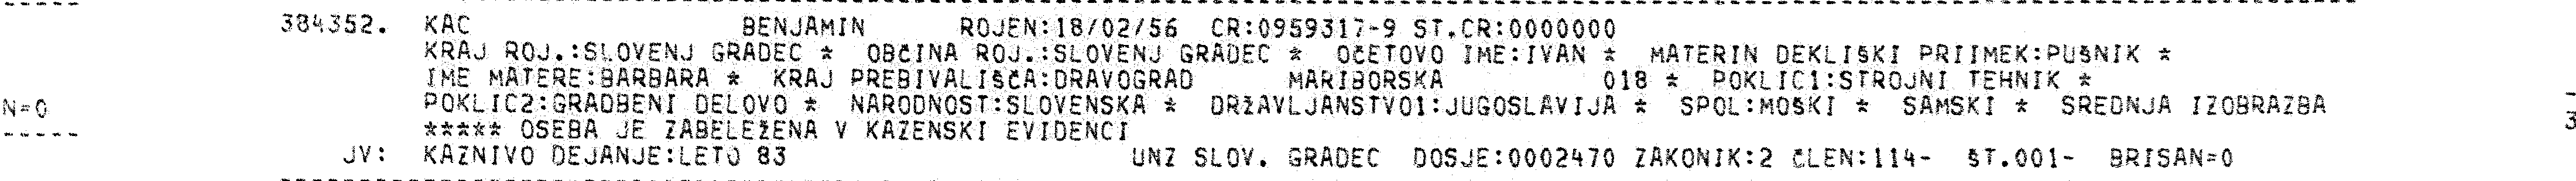 384352. KAC BENJAMIN ROJEN:18/02/56 CR:0959317-9 ST.CR:0000000
KRAJ ROJ.:SLOVENJ GRADEC * OBČINA ROJ.:SLOVENJ GRADEC * OČETOVO IME:IVAN * MATERIN DEKLIŠKI PRIIMEK:PUŠNIK *
IME MATERE:BARBARA * KRAJ PREBIVALIŠČA:DRAVOGRAD MARIBORSKA 018 * POKLIC1:STROJNI TEHNIK *
N=0 POKLIC2:GRADBENI DELOVO * NARODNOST:SLOVENSKA * DRŽAVLJANSTVO1:JUGOSLAVIJA * SPOL:MOŠKI * SAMSKI * SREDNJA IZOBRAZBA
***** OSEBA JE ZABELEŽENA V KAZENSKI EVIDENCI
JV: KAZNIVO DEJANJE:LETO 83 UNZ SLOV. GRADEC DOSJE:0002470 ZAKONIK:2 ČLEN:114- ŠT.001- BRISAN=0